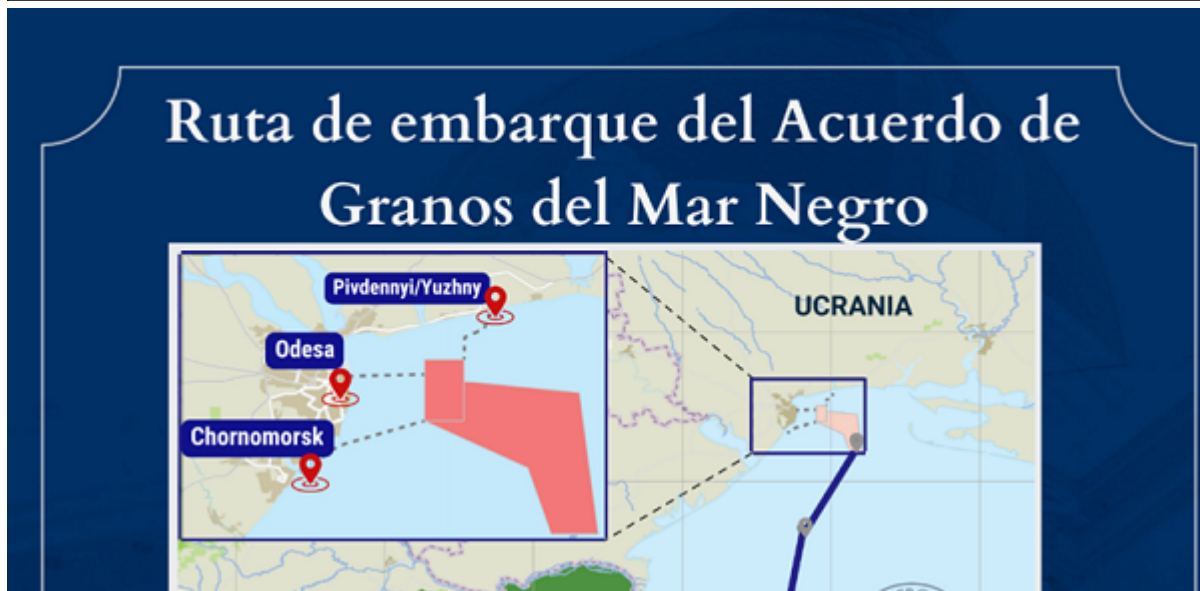 Ruta de embarque del Acuerdo de
Granos del Mar Negro
Pivdennyi/Yuzhny
UCRANIA
Odesa
Chornomorsk